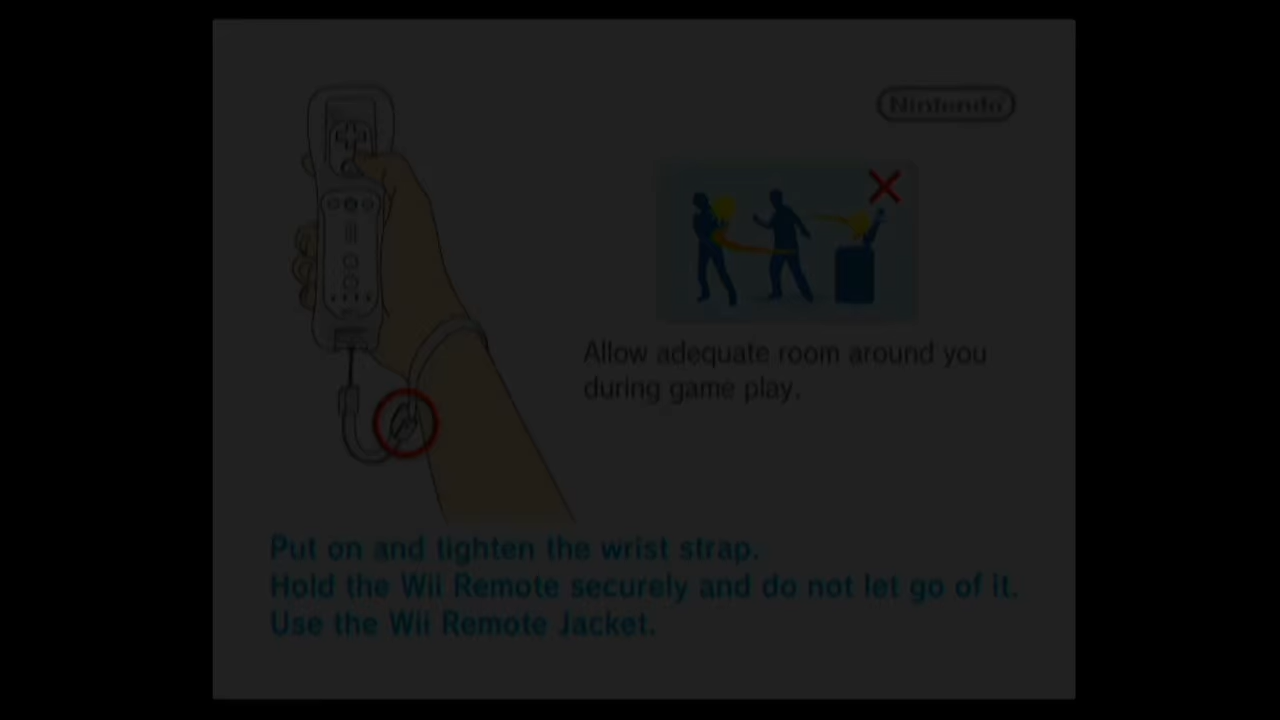 Nintendo
Allow adequate room around you
during game play.
Put on and tighten the wrist strap.
Hold the Wii Remote securely and do not let go of it.
Use the Wii Remote Jacket.